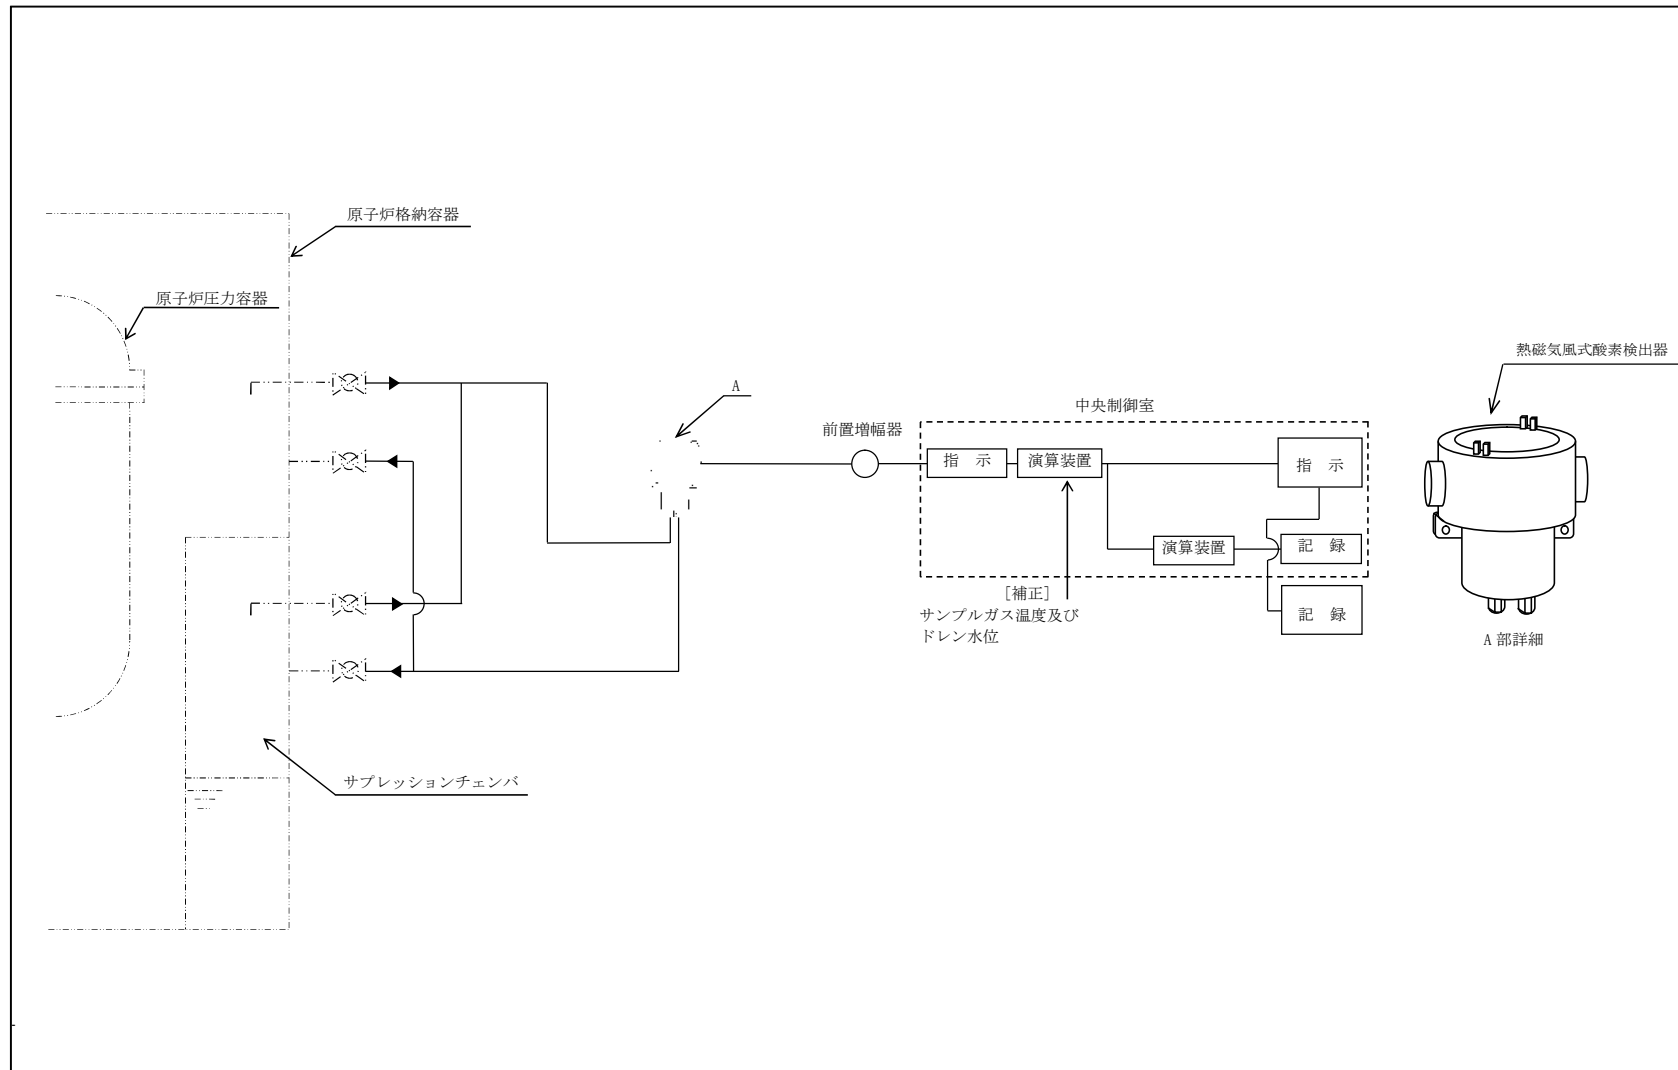 原子炉格納容器
原子炉圧力容器
サプレッションチェンバ
A
前置増幅器
中央制御室
指 示
演算装置
指 示
演算装置
記 録
記 録
[補正]
サンプルガス温度及び
ドレン水位
熱磁気風式酸素検出器
A 部詳細